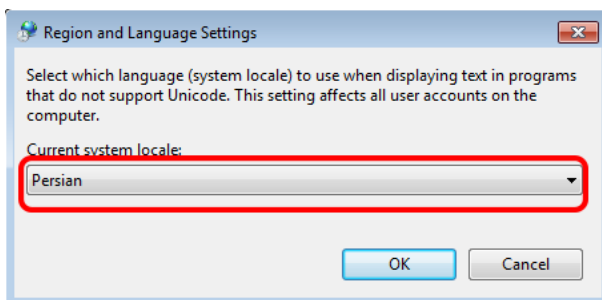 Region and Language Settings
Select which language (system locale) to use when displaying text in programs
that do not support Unicode. This setting affects all user accounts on the
computer.
Current system locale:
Persian
OK Cancel